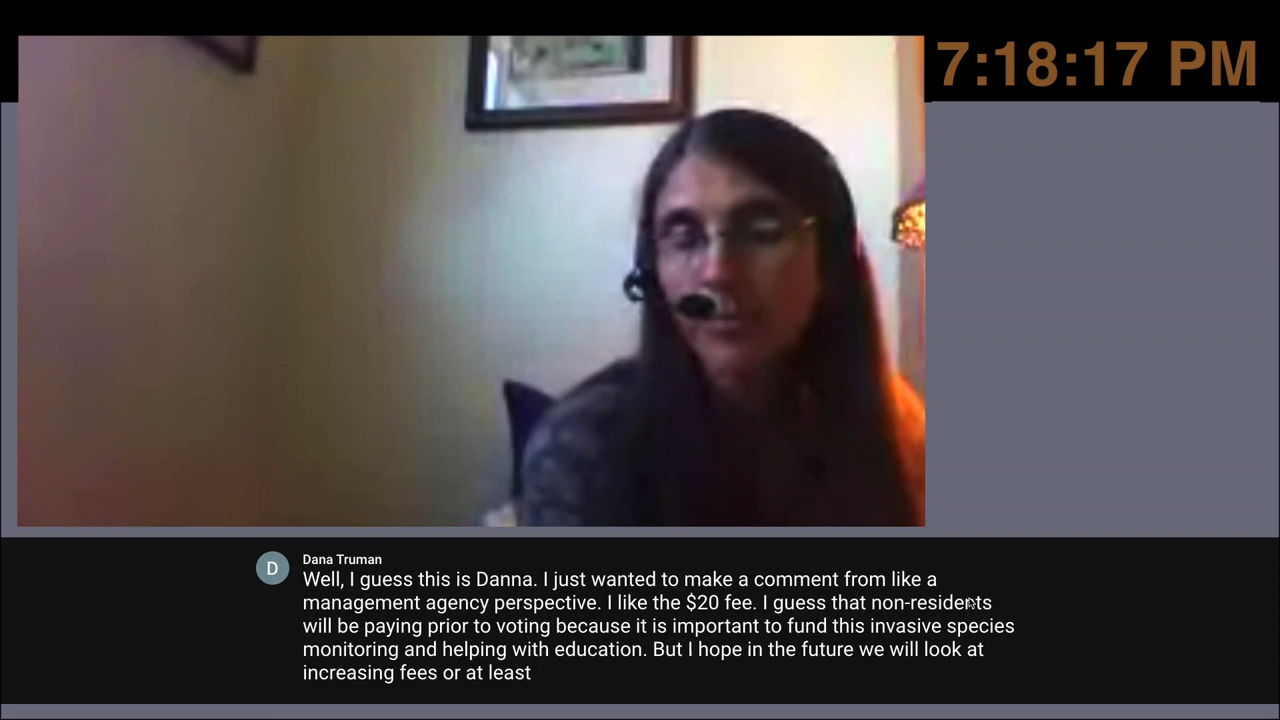 7:18:17 PM
D
Dana Truman
Well, I guess this is Danna. I just wanted to make a comment from like a
management agency perspective. I like the $20 fee. I guess that non-residents
will be paying prior to voting because it is important to fund this invasive species
monitoring and helping with education. But I hope in the future we will look at
increasing fees or at least